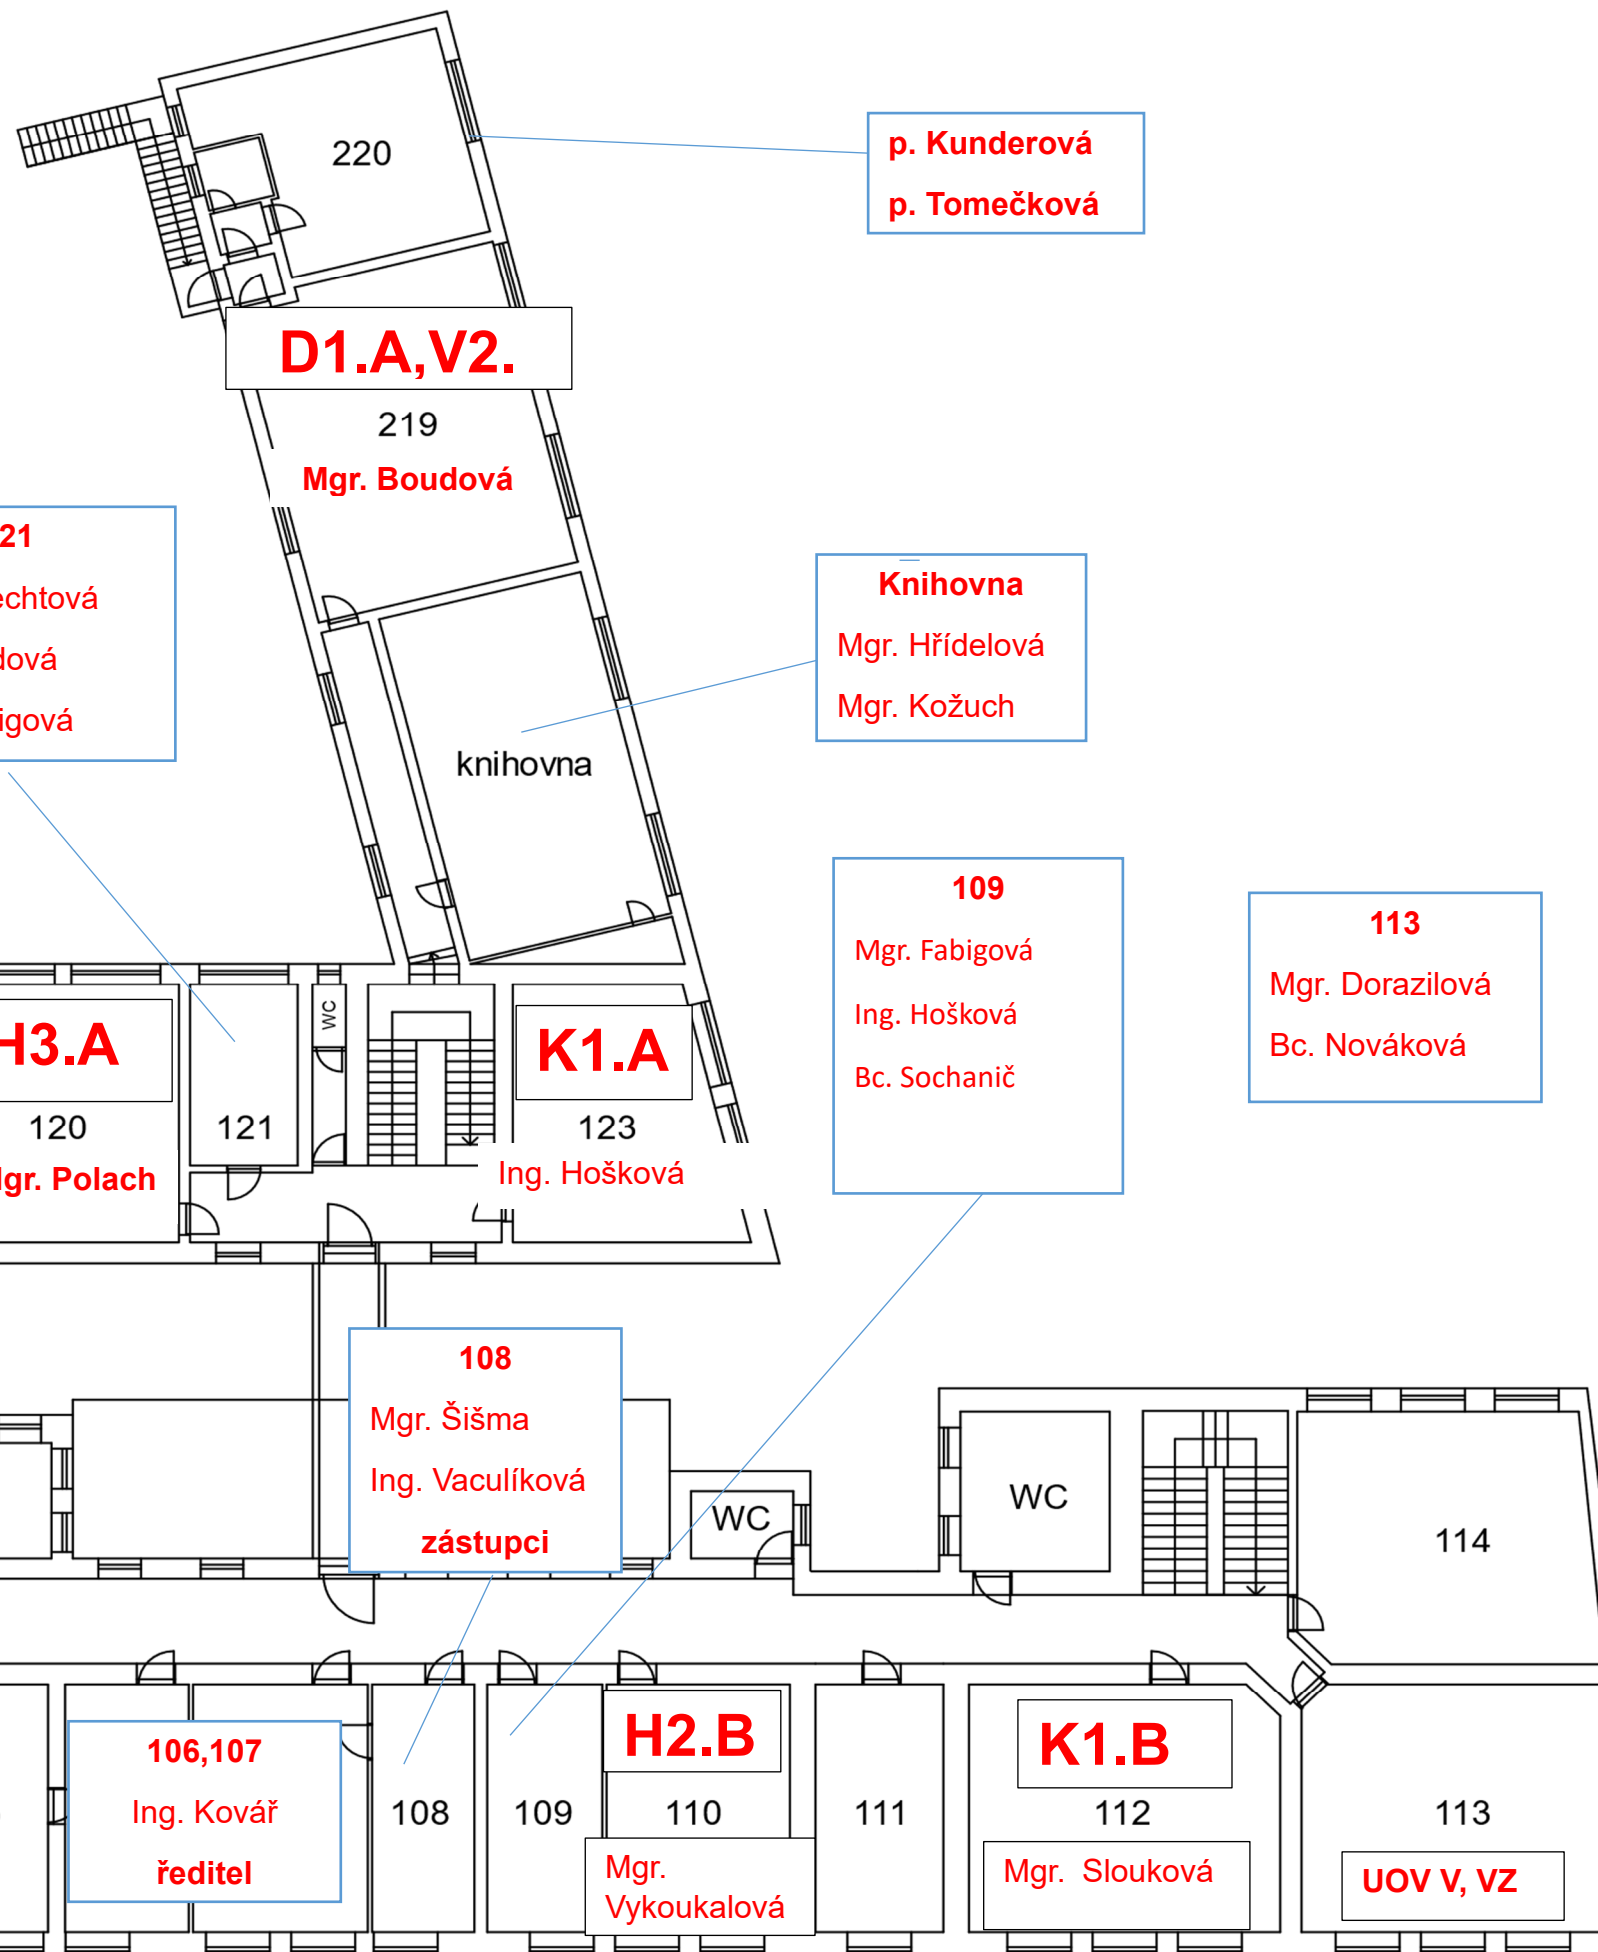 220
p. Kunderová
p. Tomečková
D1.A,V2.
219
Mgr. Boudová
21
Knihovna
Mgr. Hřídelová
Mgr. Kožuch
knihovna
109
Mgr. Fabigová
Ing. Hošková
Bc. Sochanič
113
Mgr. Dorazilová
Bc. Nováková
H3.A
120
Mgr. Polach
121
WC
K1.A
123
Ing. Hošková
108
Mgr. Šišma
Ing. Vaculíková
zástupci
WC
WC
114
106,107
Ing. Kovář
ředitel
108
109
H2.B
110
Mgr.
Vykoukalová
111
K1.B
112
Mgr. Slouková
113
UOV V, VZ